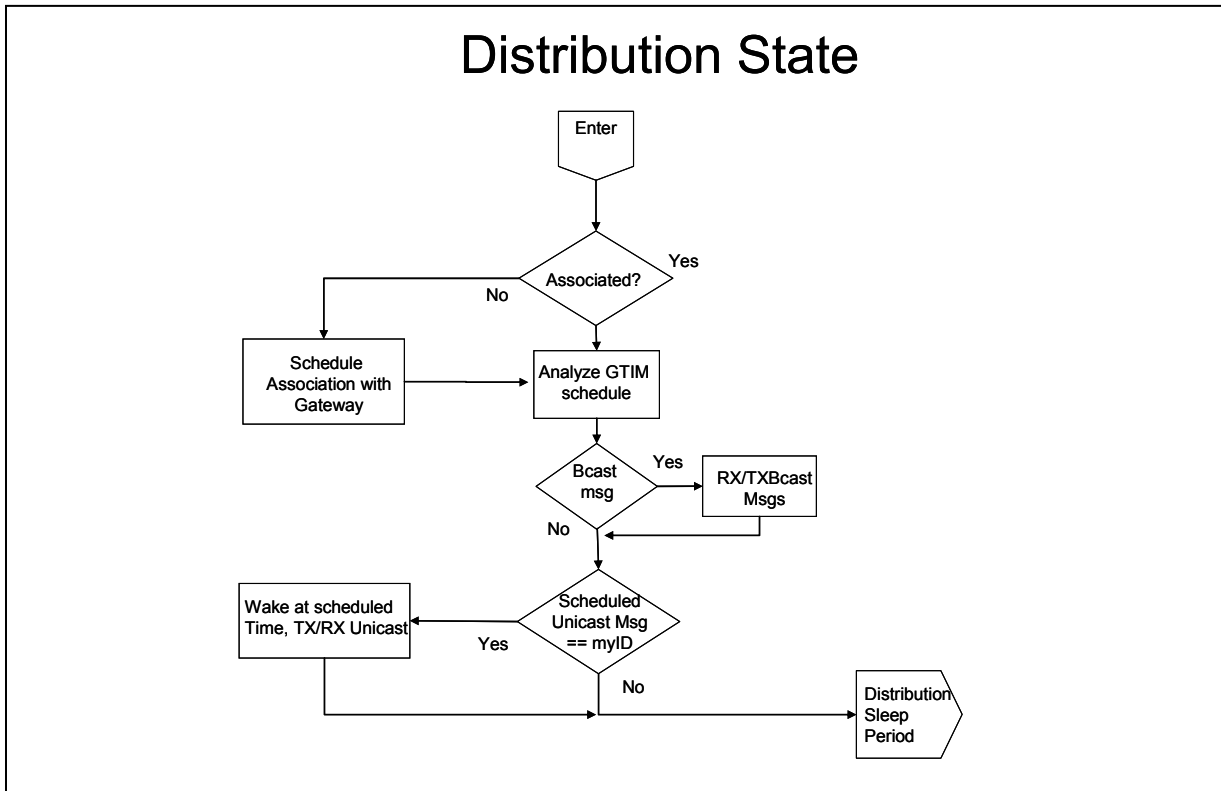 Distribution State
Enter
Associated?
Yes
No
Schedule
Association with
Gateway
Analyze GTIM
schedule
Bcast
msg
Yes
No
RX/TXBcast
Msgs
Scheduled
Unicast Msg
== myID
Yes
No
Wake at scheduled
Time, TX/RX Unicast
Distribution
Sleep
Period